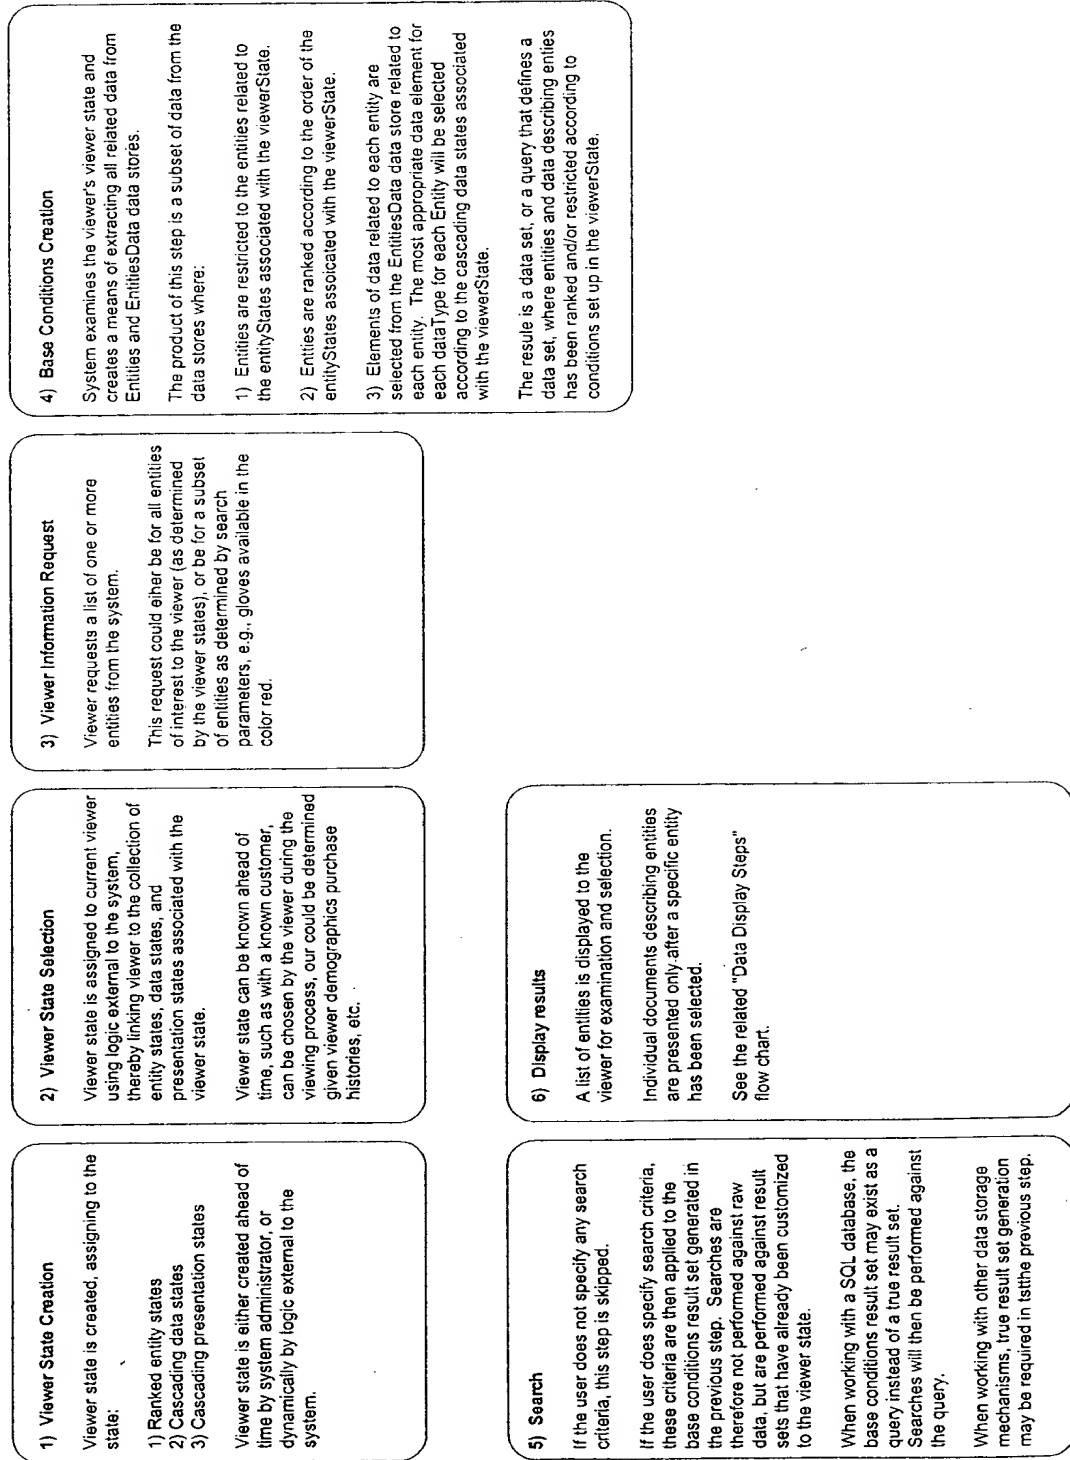 1) Viewer State Creation
Viewer state is created, assigning to the
state:
1) Ranked entity states
2) Cascading data states
3) Cascading presentation states
Viewer state is either created ahead of
time by system administrator, or
dynamically by logic external to the
system.
2) Viewer State Selection
Viewer state is assigned to current viewer
using logic external to the system,
thereby linking viewer to the collection of
entity states, data states, and
presentation states associated with the
viewer state.
Viewer state can be known ahead of
time, such as with a known customer,
can be chosen by the viewer during the
viewing process, our could be determined
given viewer demographics purchase
histories, etc.
3) Viewer Information Request
Viewer requests a list of one or more
entities from the system.
This request could eiher be for all entities
of interest to the viewer (as determined
by the viewer states), or be for a subset
of entities as determined by search
parameters, e.g., gloves available in the
color red.
4) Base Conditions Creation
System examines the viewer's viewer state and
creates a means of extracting all related data from
Entities and EntitiesData data stores.
The product of this step is a subset of data from the
data stores where:
1) Entities are restricted to the entities related to
the entityStates associated with the viewerState.
2) Entties are ranked according to the order of the
entityStates assoicated with the viewerState.
3) Elements of data related to each entity are
selected from the EntitiesData data store related to
each entity. The most appropriate data element for
each dataType for each Entity will be selected
according to the cascading data states associated
with the viewerState.
The resule is a data set, or a query that defines a
data set, where entities and data describing enties
has been ranked and/or restricted according to
conditions set up in the viewerState.
5) Search
If the user does not specify any search
criteria, this step is skipped.
If the user does specify search criteria,
these criteria are then applied to the
base conditions result set generated in
the previous step. Searches are
therefore not performed against raw
data, but are performed against result
sets that have already been customized
to the viewer state.
When working with a SQL database, the
base conditions result set may exist as a
query instead of a true result set.
Searches will then be performed against
the query.
When working with other data storage
mechanisms, true result set generation
may be required in tstthe previous step.
6) Display results
A list of entities is displayed to the
viewer for examination and selection.
Individual documents describing entities
are presented only after a specific entity
has been selected.
See the related "Data Display Steps"
flow chart.